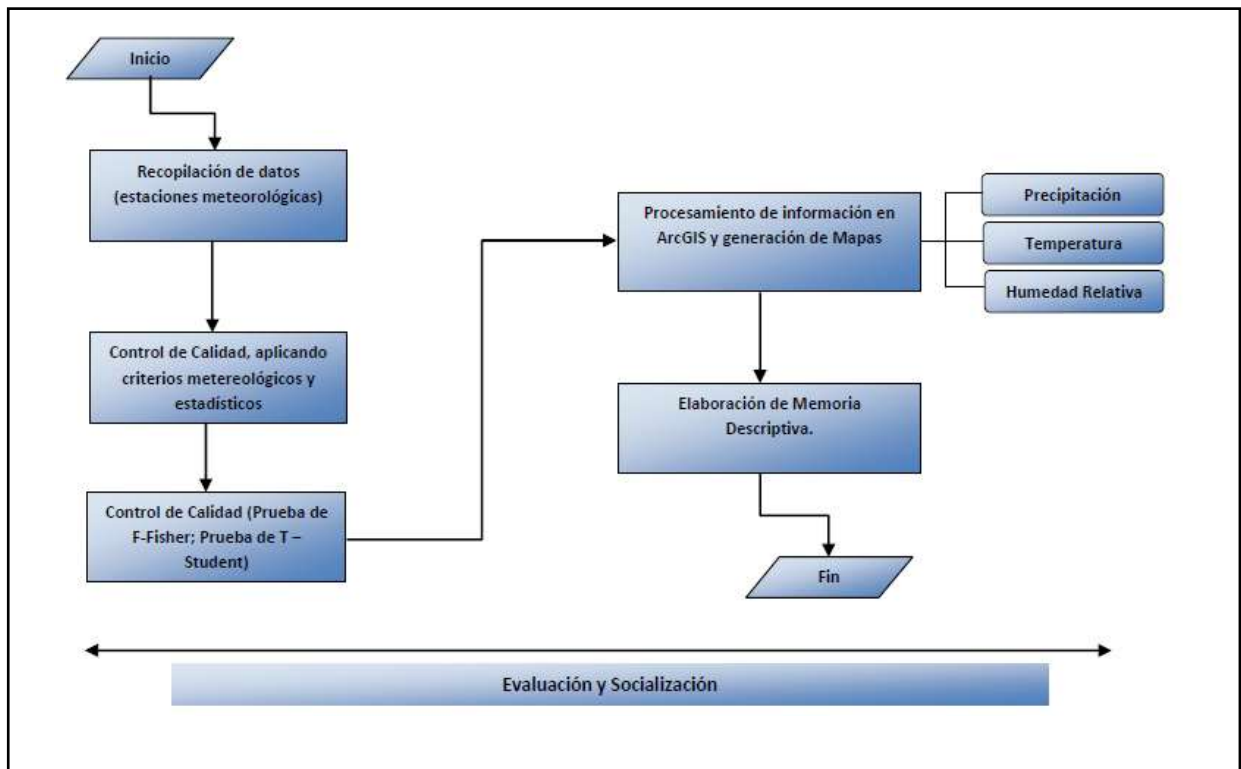 Inicio
Recopilación de datos
(estaciones meteorológicas)
Control de Calidad, aplicando
criterios metereológicos y
estadísticos
Control de Calidad (Prueba de
F-Fisher; Prueba de T –
Student)
Procesamiento de información en
ArcGIS y generación de Mapas
Precipitación
Temperatura
Humedad Relativa
Elaboración de Memoria
Descriptiva.
Fin
Evaluación y Socialización